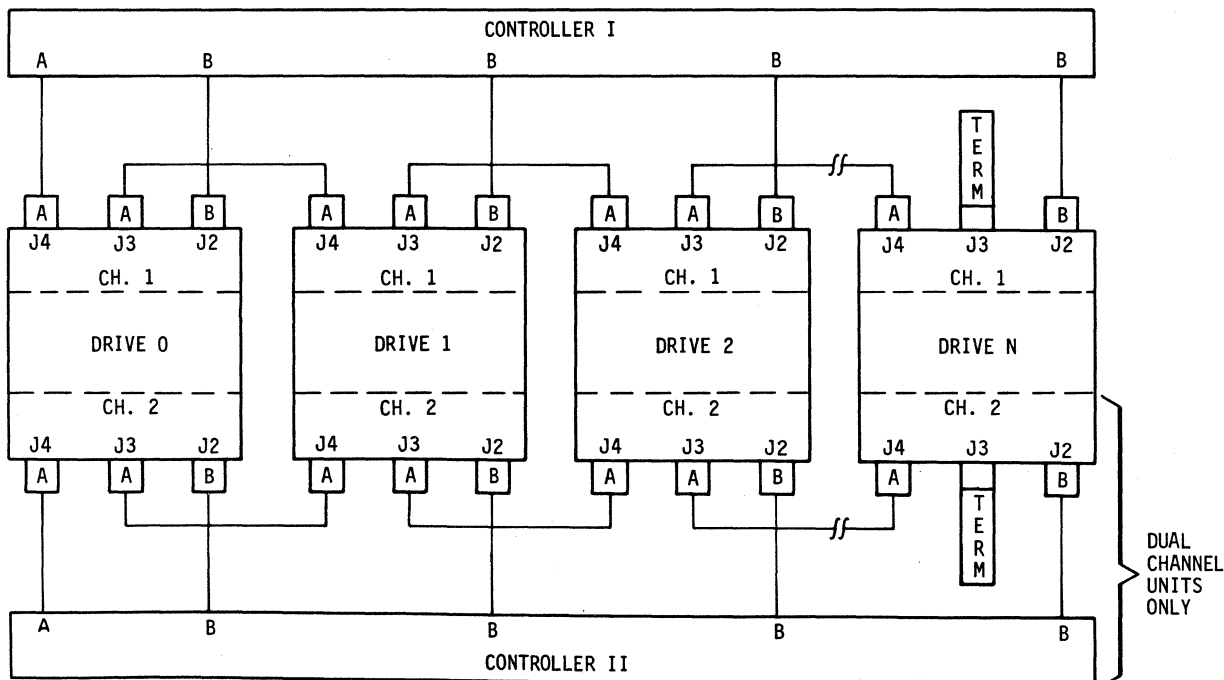 CONTROLLER I
A B B B B
T
E
R
M
A A B A A B A A B A B
J4 J3 J2 J4 J3 J2 J4 J3 J2 J4 J3 J2
CH. 1 CH. 1 CH. 1 CH. 1
DRIVE 0 DRIVE 1 DRIVE 2 DRIVE N
CH. 2 CH. 2 CH. 2 CH. 2
J4 J3 J2 J4 J3 J2 J4 J3 J2 J4 J3 J2
A A B A A B A A B A B
T
E
R
M
DUAL
CHANNEL
UNITS
ONLY
A B B B B
CONTROLLER II